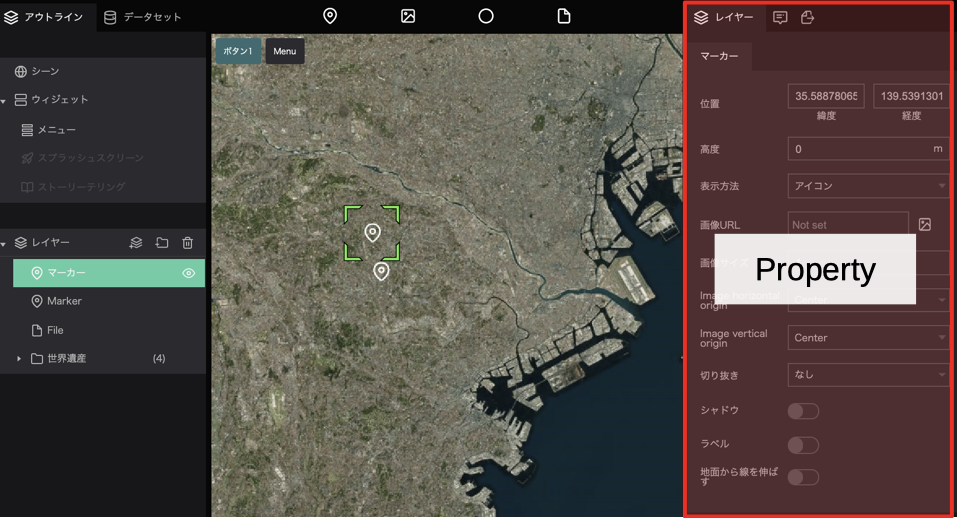 アウトライン
データセット
シーン
ウィジェット
メニュー
スプラッシュスクリーン
ストーリーテリング
レイヤー
マーカー
Marker
File
世界遺産 (4)
ボタン1 Menu
レイヤー
マーカー
位置 35.58878065 139.5391301
緯度 経度
高度 0 m
表示方法 アイコン
画像URL Not set
画像サイズ
Property
Image horizontal
origin
Center
Image vertical
origin
Center
切り抜き なし
シャドウ
ラベル
地面から線を伸ば
す